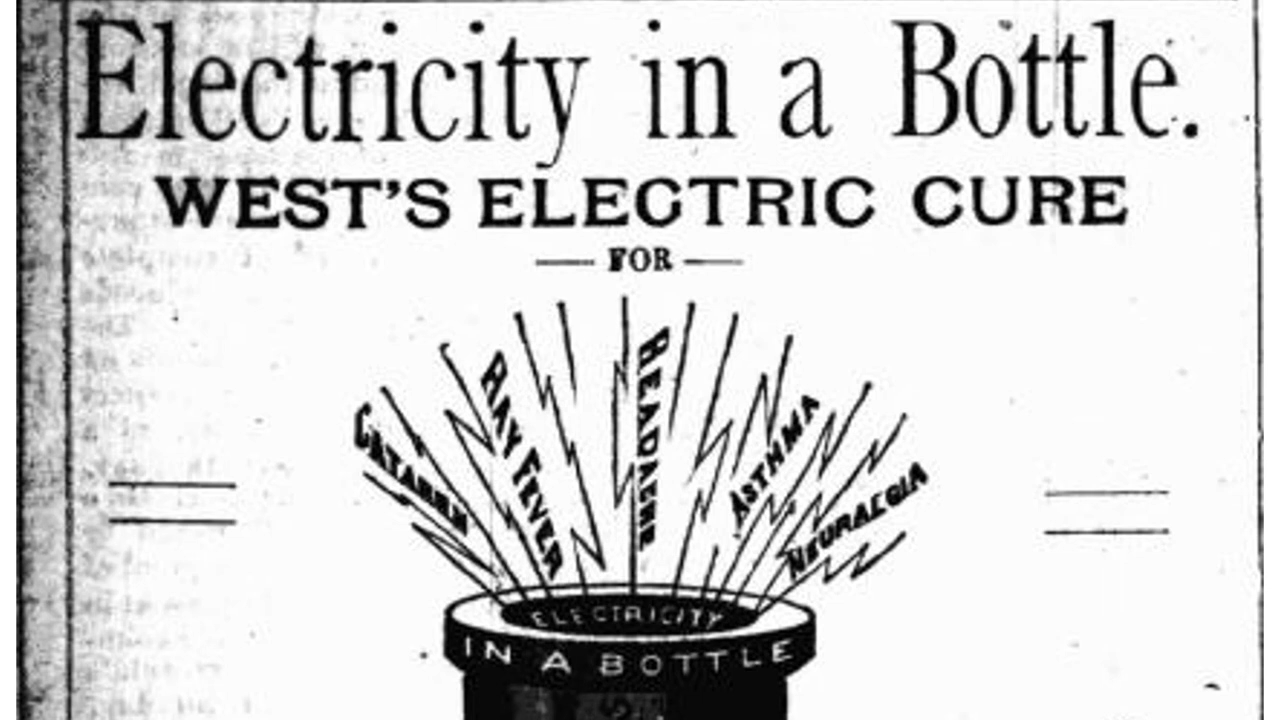 Electricity in a Bottle.
WEST'S ELECTRIC CURE
FOR
CATARRH
HAY FEVER
HEADACHE
ASTHMA
NEURALGIA
ELECTRICITY
IN A BOTTLE